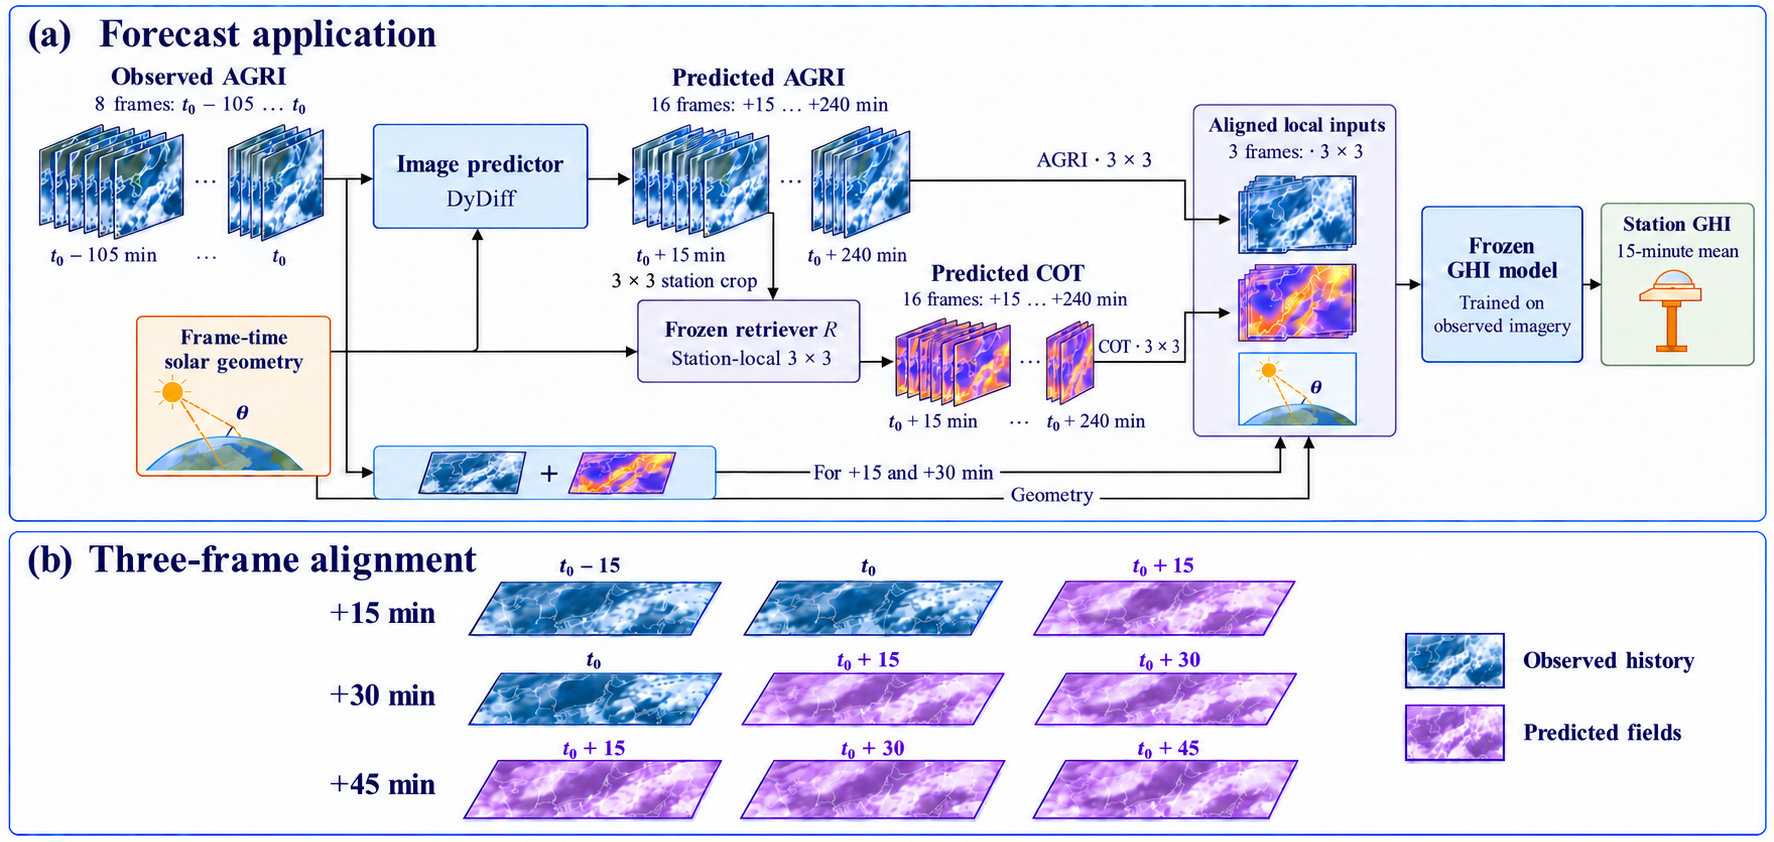 (a) Forecast application
Observed AGRI
8 frames: t₀ − 105 … t₀
t₀ − 105 min … t₀
Image predictor
DyDiff
Predicted AGRI
16 frames: +15 … +240 min
t₀ + 15 min
t₀ + 240 min
3 × 3 station crop
AGRI · 3 × 3
Frame-time
solar geometry
θ
Frozen retriever R
Station-local 3 × 3
Predicted COT
16 frames: +15 … +240 min
t₀ + 15 min … t₀ + 240 min
COT · 3 × 3
+
For +15 and +30 min
Geometry
Aligned local inputs
3 frames: · 3 × 3
θ
Frozen
GHI model
Trained on
observed imagery
Station GHI
15-minute mean
(b) Three-frame alignment
t₀ − 15 t₀ t₀ + 15
+15 min
t₀ t₀ + 15 t₀ + 30
+30 min
t₀ + 15 t₀ + 30 t₀ + 45
+45 min
Observed history
Predicted fields